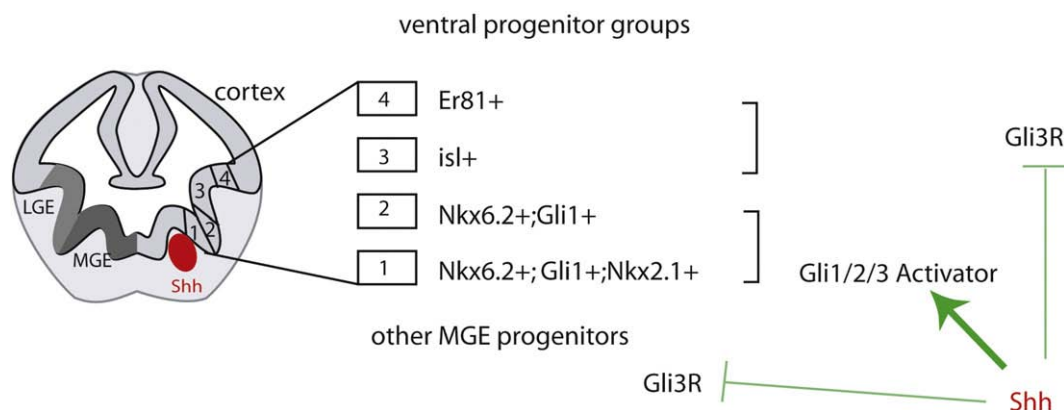 ventral progenitor groups
cortex
LGE
MGE
Shh
1
2
3
4
4 Er81+
3 isl+
2 Nkx6.2+;Gli1+
1 Nkx6.2+; Gli1+;Nkx2.1+
Gli3R
Gli1/2/3 Activator
other MGE progenitors
Gli3R
Shh